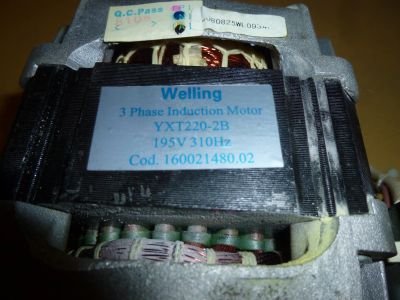 Q.C.Pass
Welling
3 Phase Induction Motor
YXT220-2B
195V 310Hz
Cod. 160021480.02